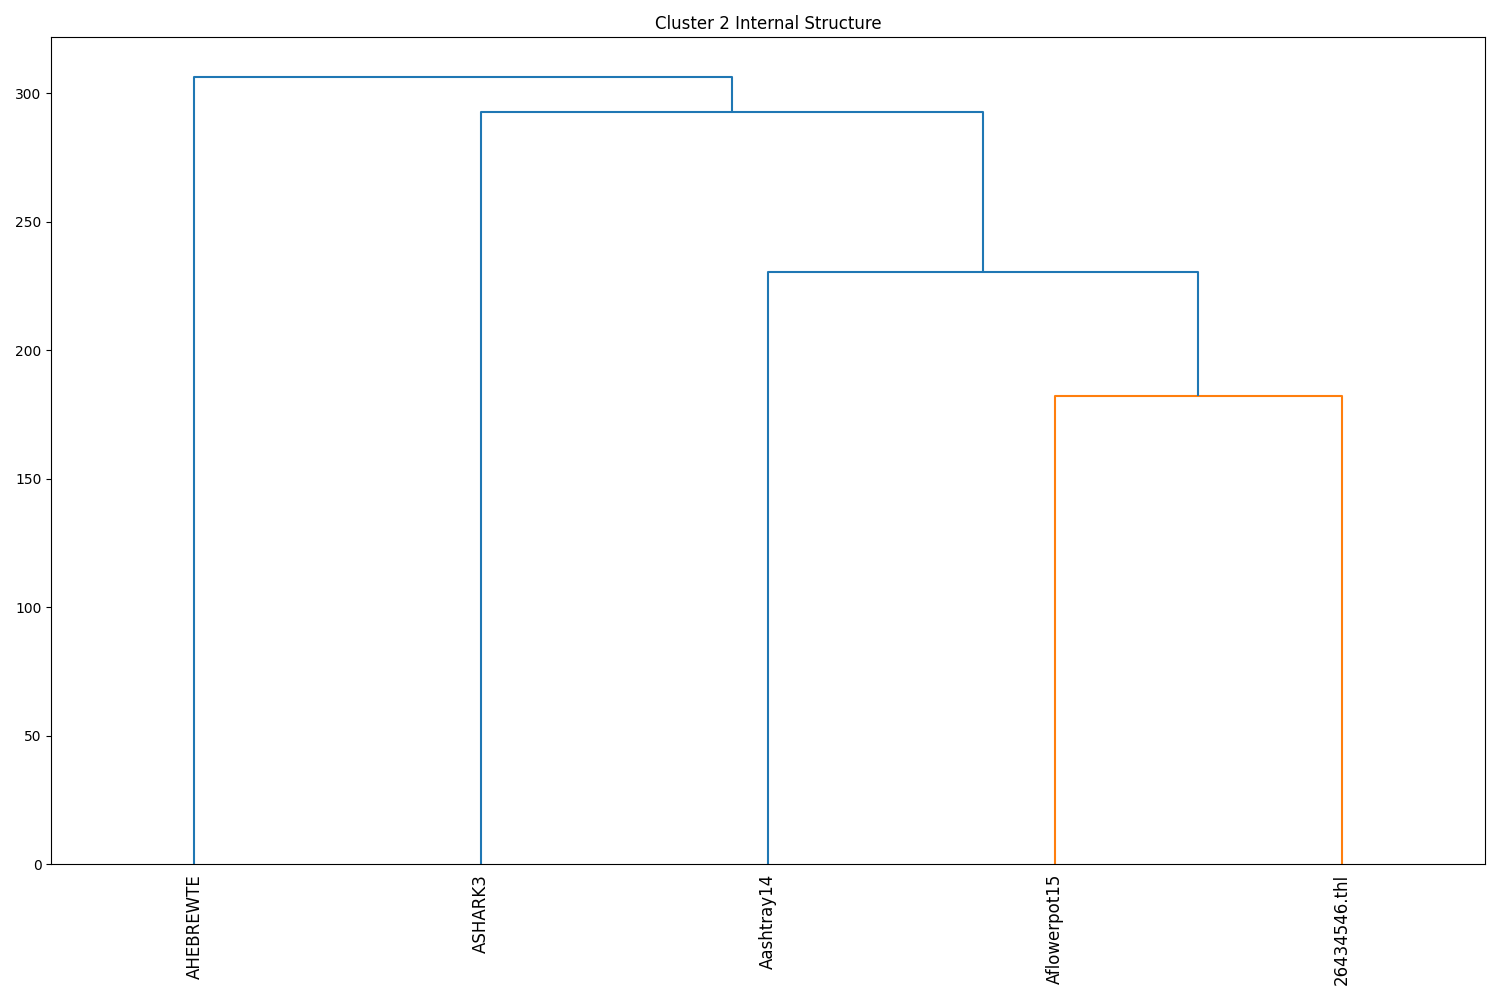 Cluster 2 Internal Structure
300
250
200
150
100
50
0
AHEBREWTE
ASHARK3
Aashtray14
Aflowerpot15
26434546.thl